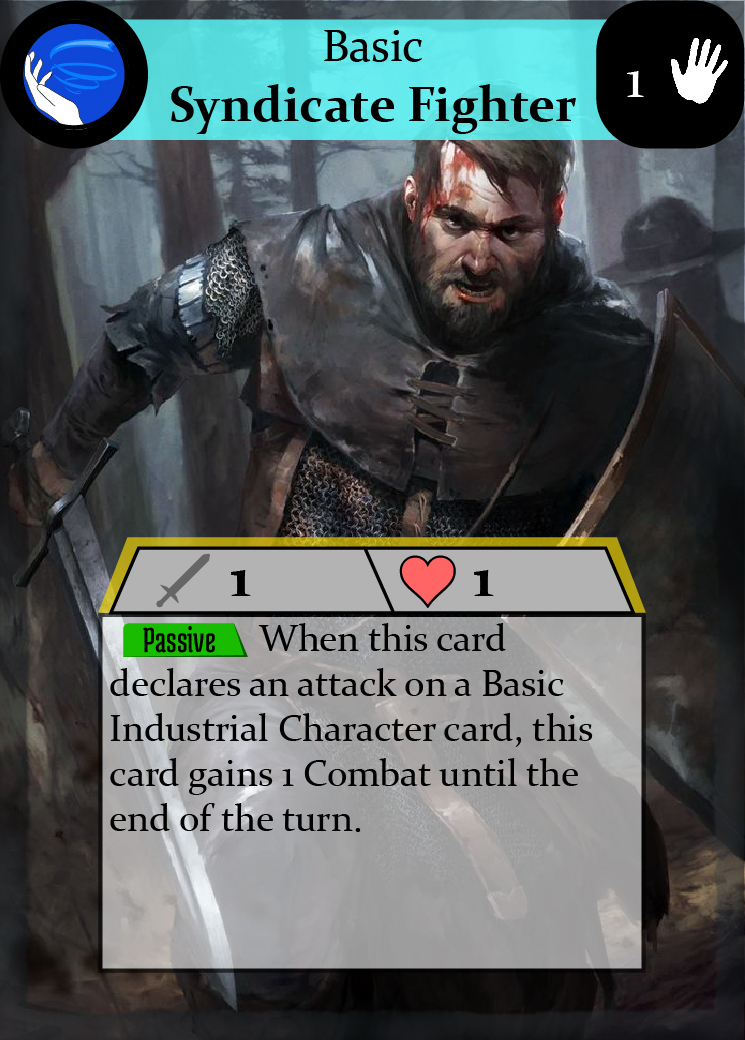 Basic
Syndicate Fighter
1
1
1
Passive When this card
declares an attack on a Basic
Industrial Character card, this
card gains 1 Combat until the
end of the turn.